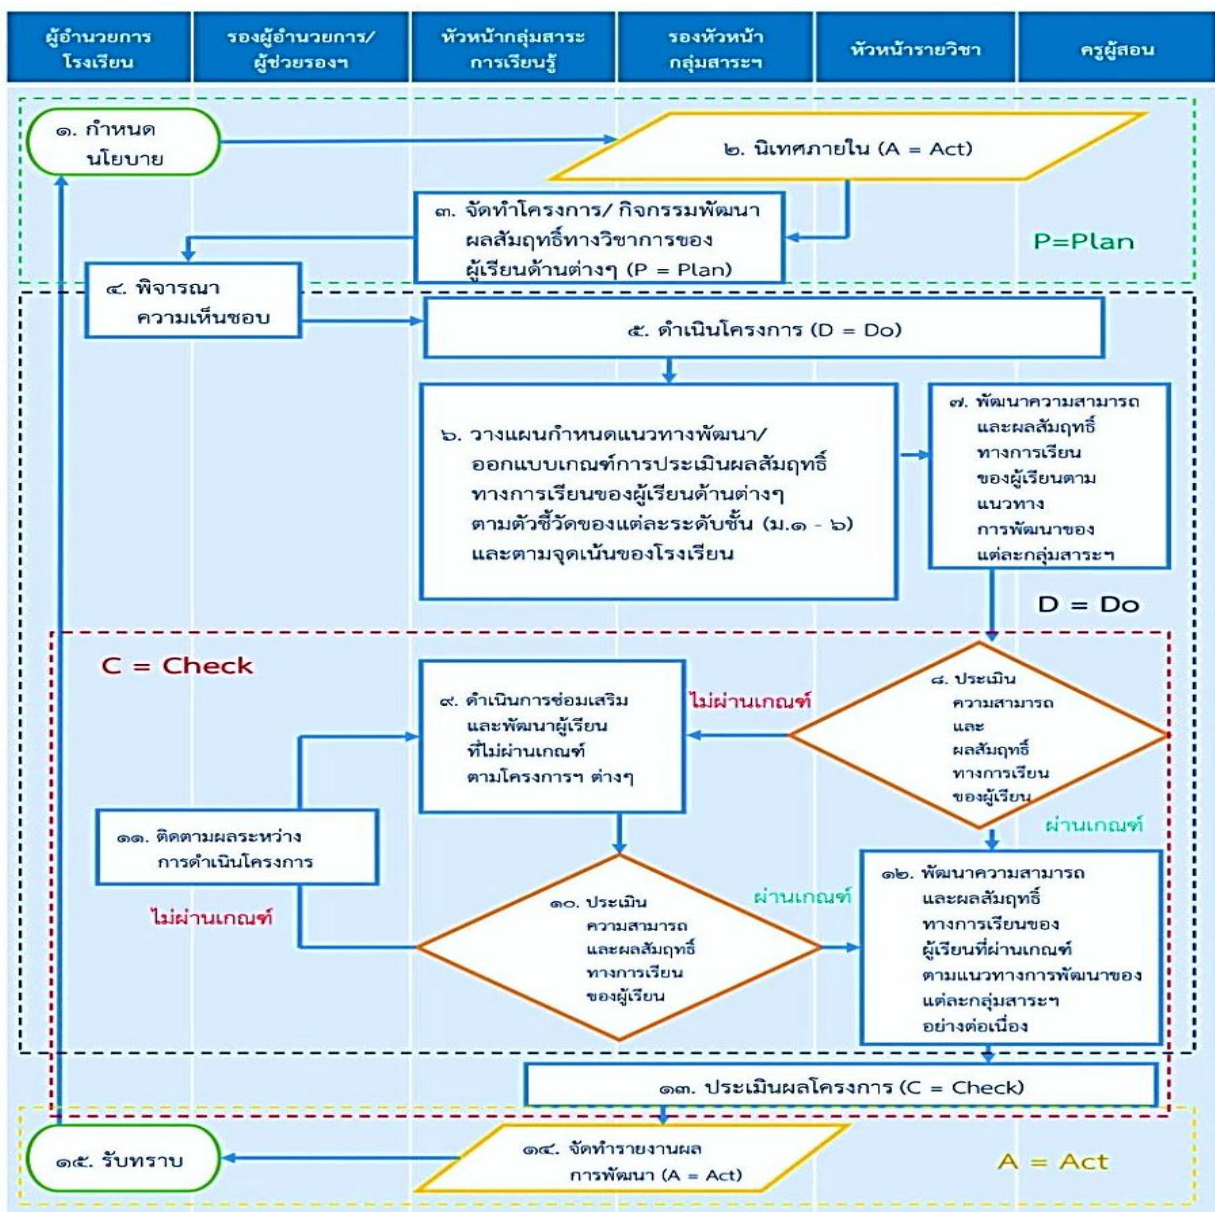 ผู้อำนวยการ
โรงเรียน
รองผู้อำนวยการ/
ผู้ช่วยรองฯ
หัวหน้ากลุ่มสาระ
การเรียนรู้
รองหัวหน้า
กลุ่มสาระฯ
หัวหน้ารายวิชา
ครูผู้สอน
๑. กำหนด
นโยบาย
๒. นิเทศภายใน (A = Act)
๓. จัดทำโครงการ/ กิจกรรมพัฒนา
ผลสัมฤทธิ์ทางวิชาการของ
ผู้เรียนด้านต่างๆ (P = Plan)
P=Plan
๔. พิจารณา
ความเห็นชอบ
๕. ดำเนินโครงการ (D = Do)
๖. วางแผนกำหนดแนวทางพัฒนา/
ออกแบบเกณฑ์การประเมินผลสัมฤทธิ์
ทางการเรียนของผู้เรียนด้านต่างๆ
ตามตัวชี้วัดของแต่ละระดับชั้น (ม.๑ - ๖)
และตามจุดเน้นของโรงเรียน
๗. พัฒนาความสามารถ
และผลสัมฤทธิ์
ทางการเรียน
ของผู้เรียนตาม
แนวทาง
การพัฒนาของ
แต่ละกลุ่มสาระฯ
D = Do
C = Check
๘. ประเมิน
ความสามารถ
และ
ผลสัมฤทธิ์
ทางการเรียน
ของผู้เรียน
ไม่ผ่านเกณฑ์
ผ่านเกณฑ์
๙. ดำเนินการซ่อมเสริม
และพัฒนาผู้เรียน
ที่ไม่ผ่านเกณฑ์
ตามโครงการฯ ต่างๆ
๑๑. ติดตามผลระหว่าง
การดำเนินโครงการ
ไม่ผ่านเกณฑ์
๑๐. ประเมิน
ความสามารถ
และผลสัมฤทธิ์
ทางการเรียน
ของผู้เรียน
ผ่านเกณฑ์
๑๒. พัฒนาความสามารถ
และผลสัมฤทธิ์
ทางการเรียนของ
ผู้เรียนที่ผ่านเกณฑ์
ตามแนวทางการพัฒนาของ
แต่ละกลุ่มสาระฯ
อย่างต่อเนื่อง
๑๓. ประเมินผลโครงการ (C = Check)
๑๔. จัดทำรายงานผล
การพัฒนา (A = Act)
๑๕. รับทราบ
A = Act